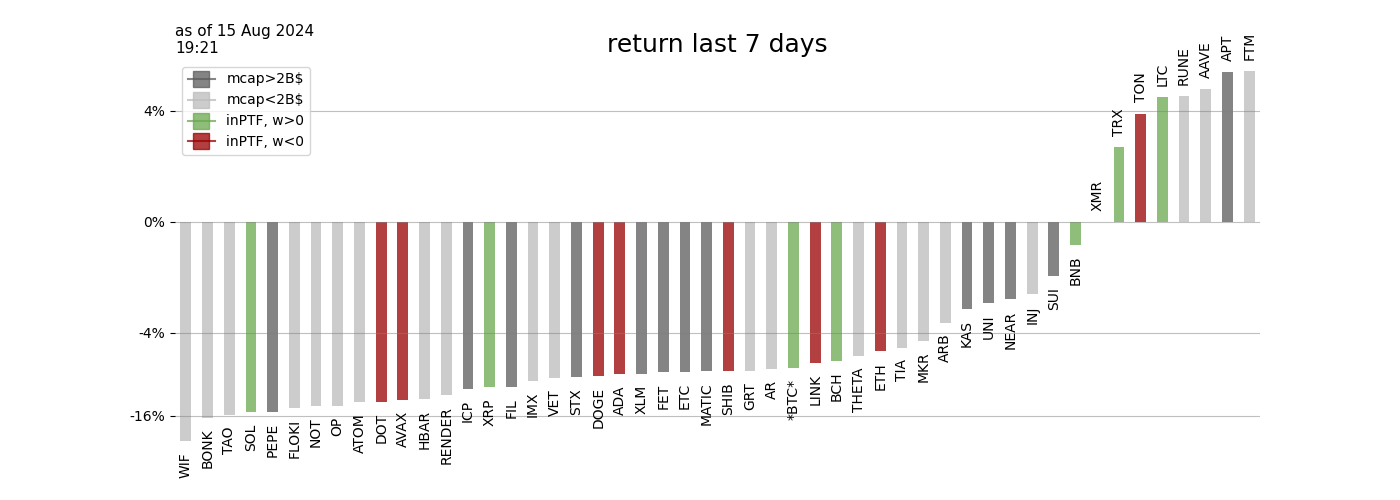 as of 15 Aug 2024
19:21
return last 7 days
mcap>2B$
mcap<2B$
inPTF, w>0
inPTF, w<0
4%
0%
-4%
-16%
WIF
BONK
TAO
SOL
PEPE
FLOKI
NOT
OP
ATOM
DOT
AVAX
HBAR
RENDER
ICP
XRP
FIL
IMX
VET
STX
DOGE
ADA
XLM
FET
ETC
MATIC
SHIB
GRT
AR
*BTC*
LINK
BCH
THETA
ETH
TIA
MKR
ARB
KAS
UNI
NEAR
INJ
SUI
BNB
XMR
TRX
TON
LTC
RUNE
AAVE
APT
FTM